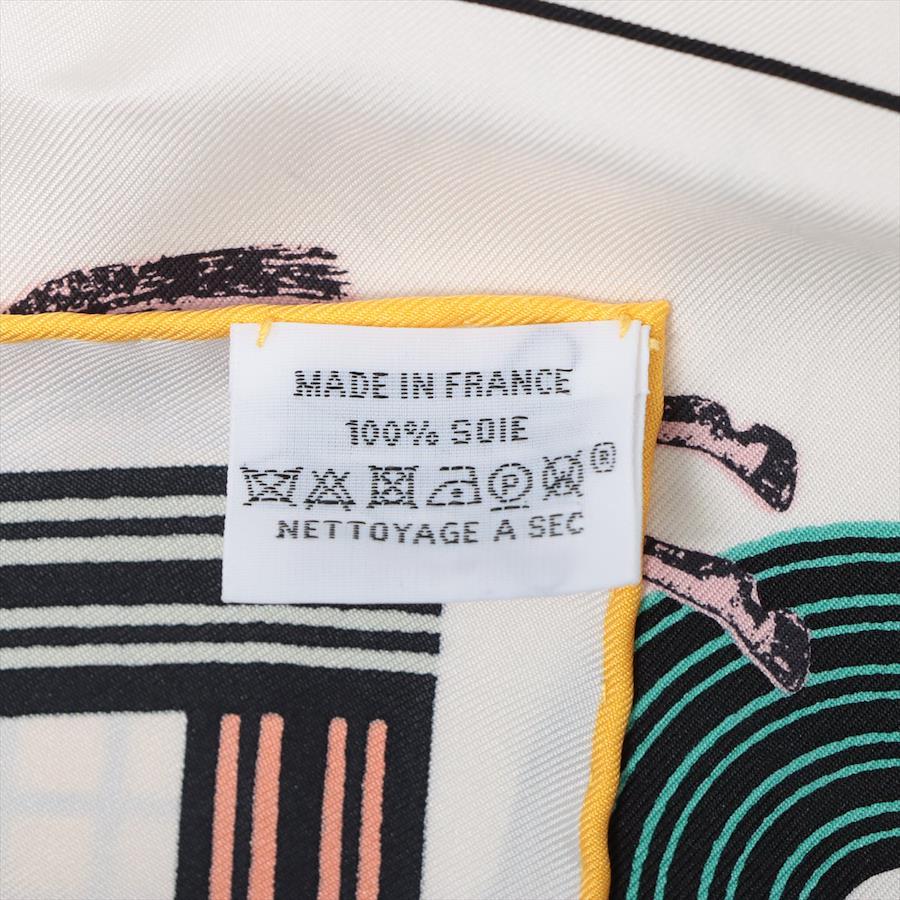 MADE IN FRANCE
100% SOIE
P ®
NETTOYAGE A SEC